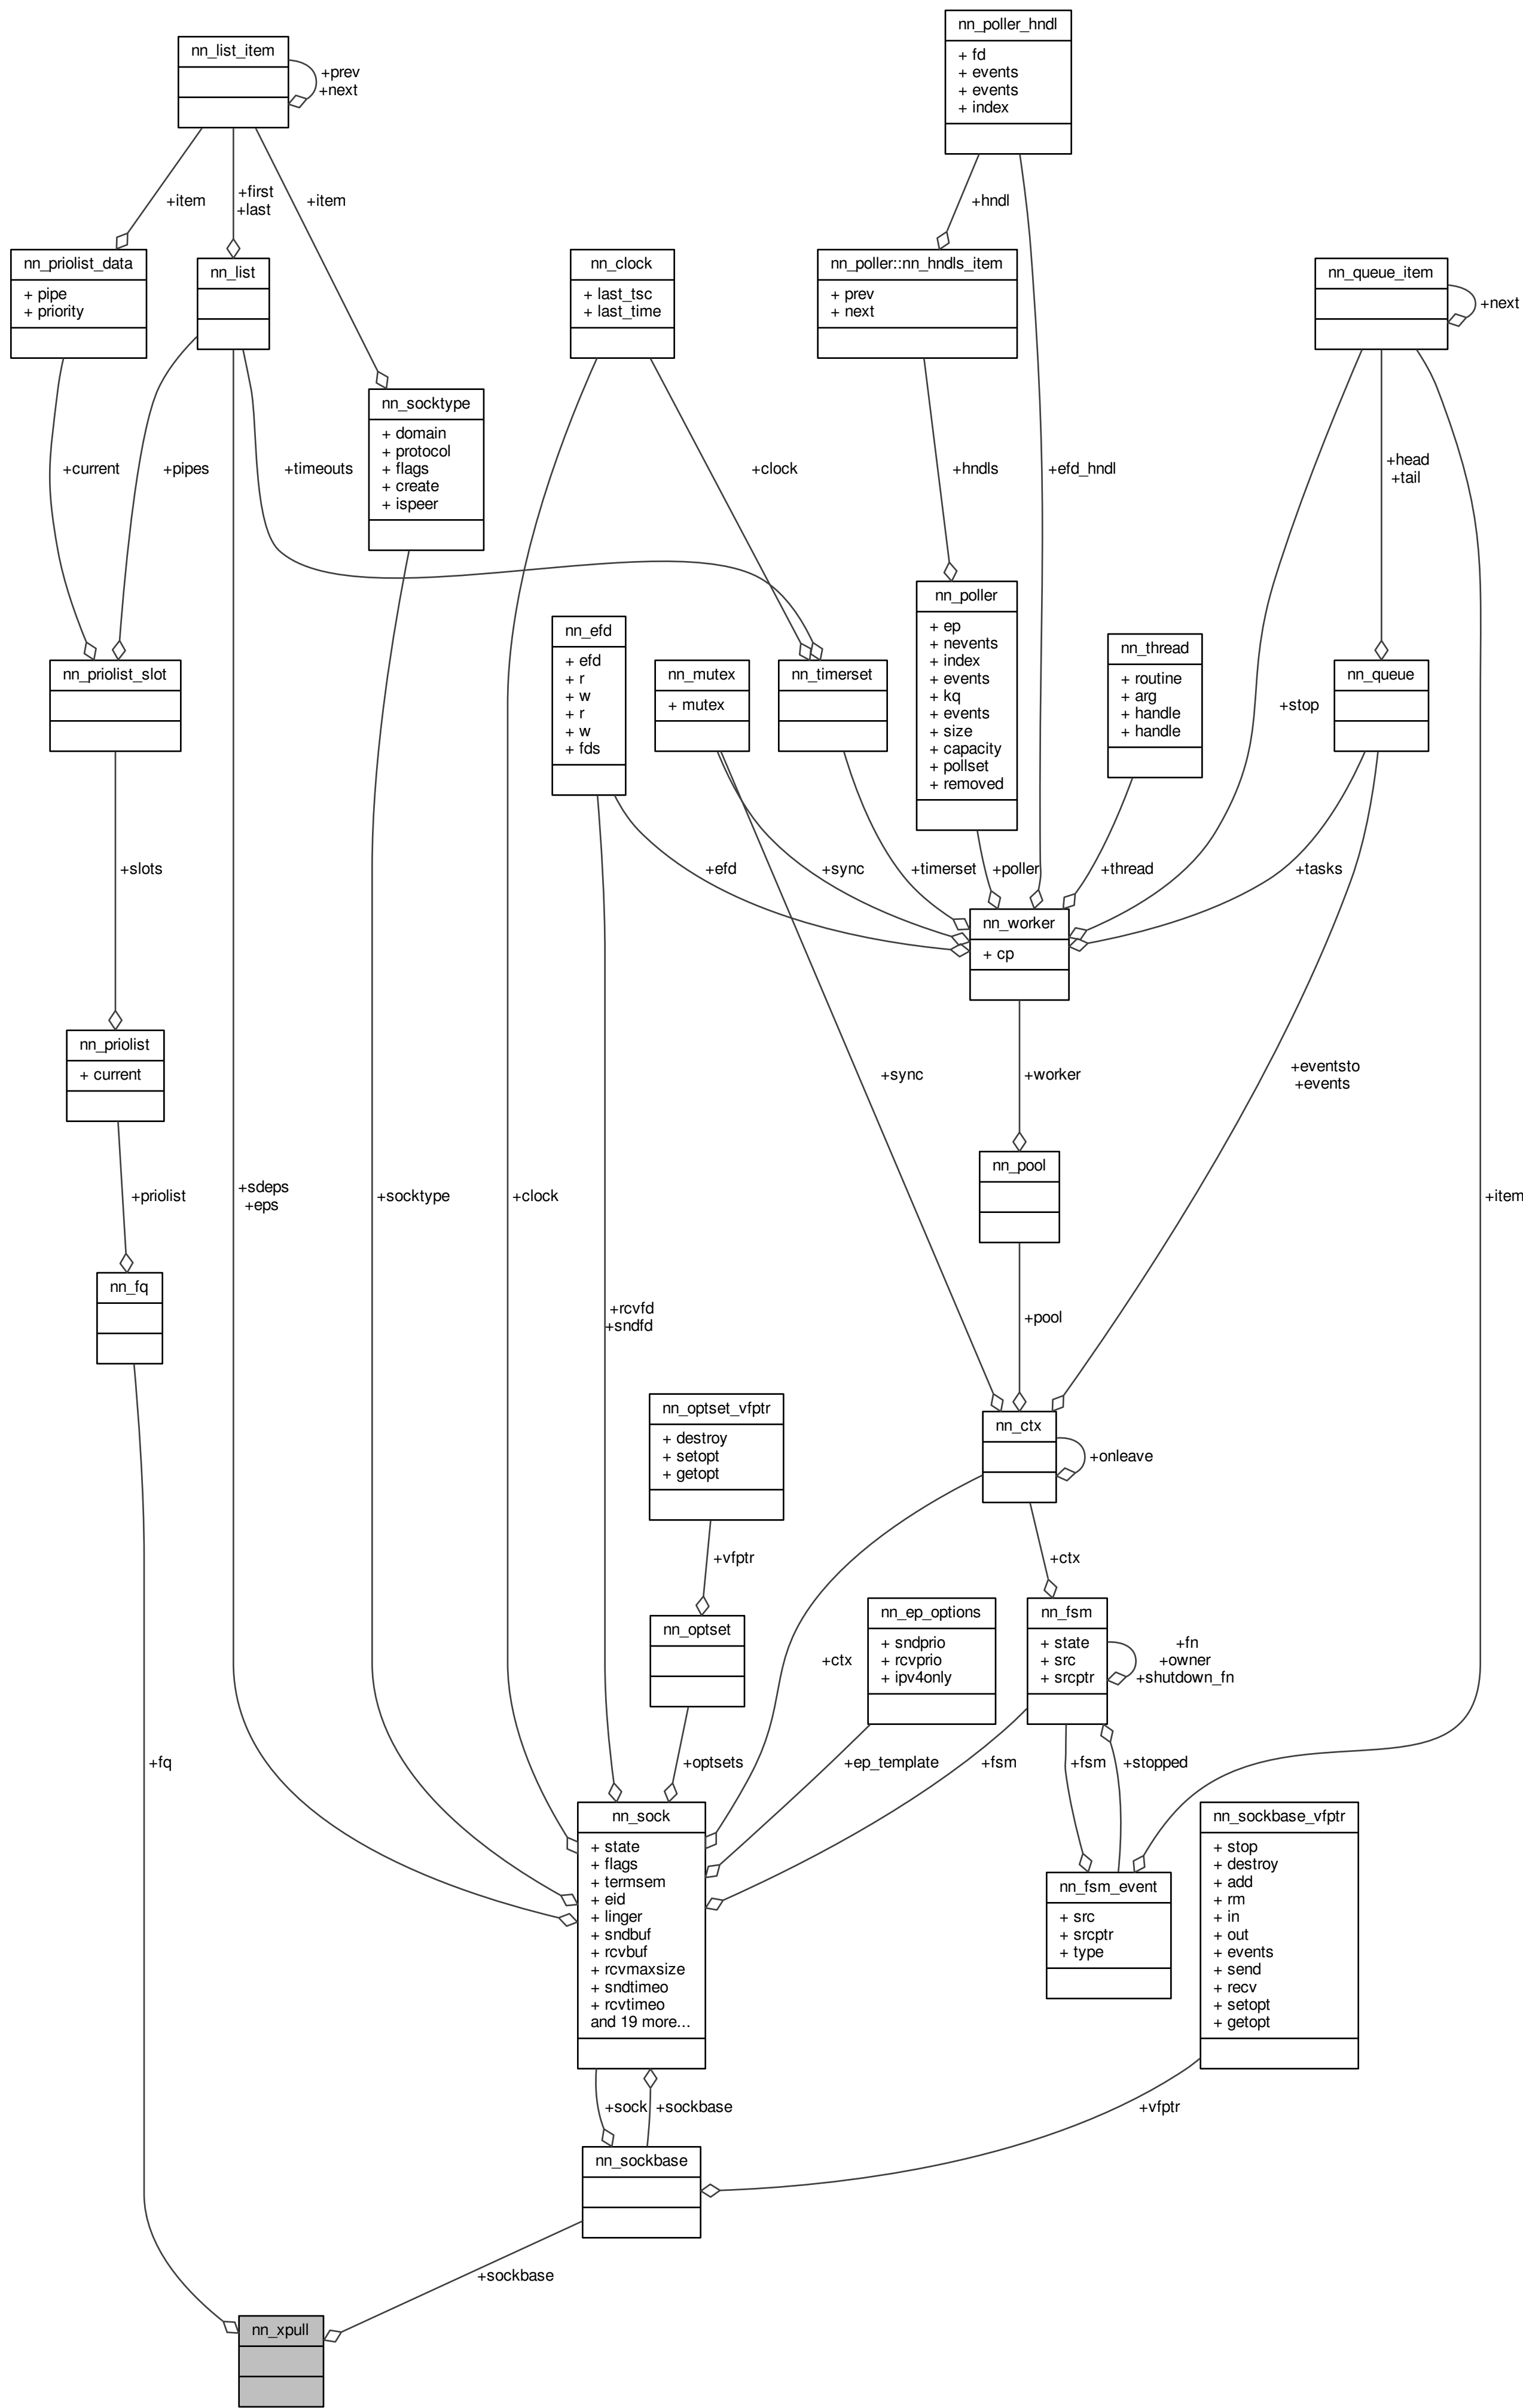 nn_poller_hndl
+ fd
+ events
+ events
+ index
nn_list_item
+prev
+next
+item
+first
+last
+item
+hndl
nn_priolist_data
+ pipe
+ priority
nn_list
nn_clock
+ last_tsc
+ last_time
nn_poller::nn_hndls_item
+ prev
+ next
nn_queue_item
+next
nn_socktype
+ domain
+ protocol
+ flags
+ create
+ ispeer
+current
+pipes
+timeouts
+clock
+hndls
+efd_hndl
+head
+tail
nn_priolist_slot
nn_efd
+ efd
+ r
+ w
+ r
+ w
+ fds
nn_mutex
+ mutex
nn_timerset
nn_poller
+ ep
+ nevents
+ index
+ events
+ kq
+ events
+ size
+ capacity
+ pollset
+ removed
nn_thread
+ routine
+ arg
+ handle
+ handle
+stop
nn_queue
+slots
+efd
+sync
+timerset
+poller
+thread
+tasks
nn_worker
+ cp
nn_priolist
+ current
+sync
+worker
+eventsto
+events
+priolist
+sdeps
+eps
+socktype
+clock
nn_pool
+item
nn_fq
+rcvfd
+sndfd
+pool
nn_optset_vfptr
+ destroy
+ setopt
+ getopt
nn_ctx
+onleave
+vfptr
+ctx
nn_optset
+ctx
nn_ep_options
+ sndprio
+ rcvprio
+ ipv4only
nn_fsm
+ state
+ src
+ srcptr
+fn
+owner
+shutdown_fn
+fq
+optsets
+ep_template
+fsm
+fsm
+stopped
nn_sock
+ state
+ flags
+ termsem
+ eid
+ linger
+ sndbuf
+ rcvbuf
+ rcvmaxsize
+ sndtimeo
+ rcvtimeo
and 19 more...
nn_fsm_event
+ src
+ srcptr
+ type
nn_sockbase_vfptr
+ stop
+ destroy
+ add
+ rm
+ in
+ out
+ events
+ send
+ recv
+ setopt
+ getopt
+sock
+sockbase
+vfptr
nn_sockbase
+sockbase
nn_xpull